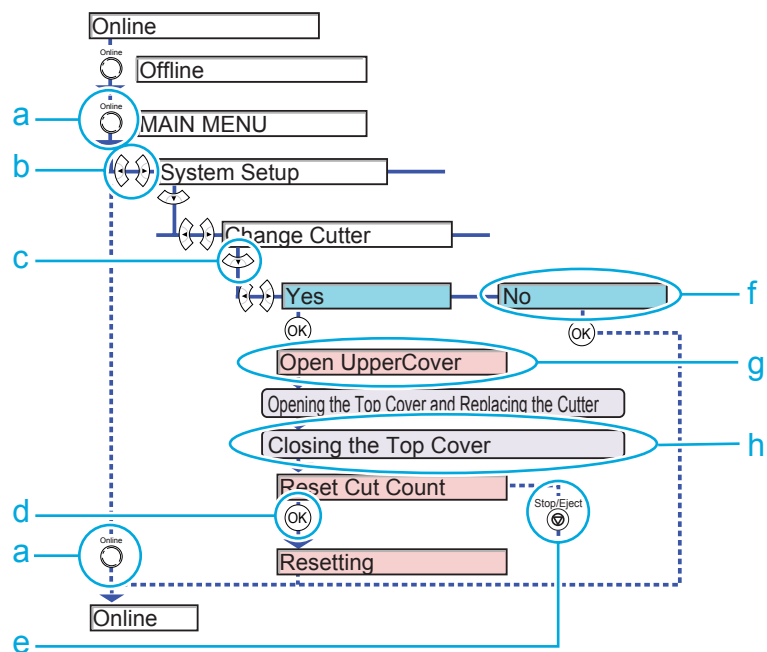 Online
Online
Offline
a
Online
MAIN MENU
b
System Setup
Change Cutter
c
Yes
No
f
OK
OK
Open UpperCover
g
Opening the Top Cover and Replacing the Cutter
Closing the Top Cover
h
Reset Cut Count
d
OK
Stop/Eject
a
Online
Resetting
Online
e